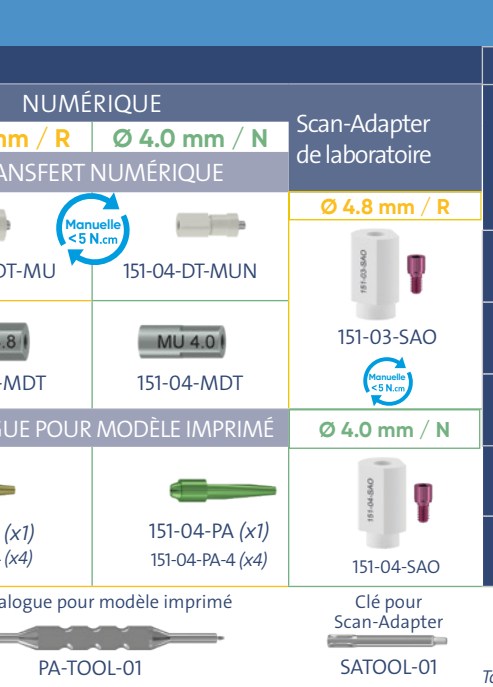 NUMÉRIQUE
mm / R
Ø 4.0 mm / N
Scan-Adapter
de laboratoire
TRANSFERT NUMÉRIQUE
Ø 4.8 mm / R
Manuelle
<5 N.cm
DT-MU
151-04-DT-MUN
151-03-SAO
151-03-SAO
.8
MU 4.0
-MDT
151-04-MDT
Manuelle
<5 N.cm
GUE POUR MODÈLE IMPRIMÉ
Ø 4.0 mm / N
151-04-SAO
(x1)
151-04-PA (x1)
(x4)
151-04-PA-4 (x4)
151-04-SAO
alogue pour modèle imprimé
Clé pour
Scan-Adapter
PA-TOOL-01
SATOOL-01